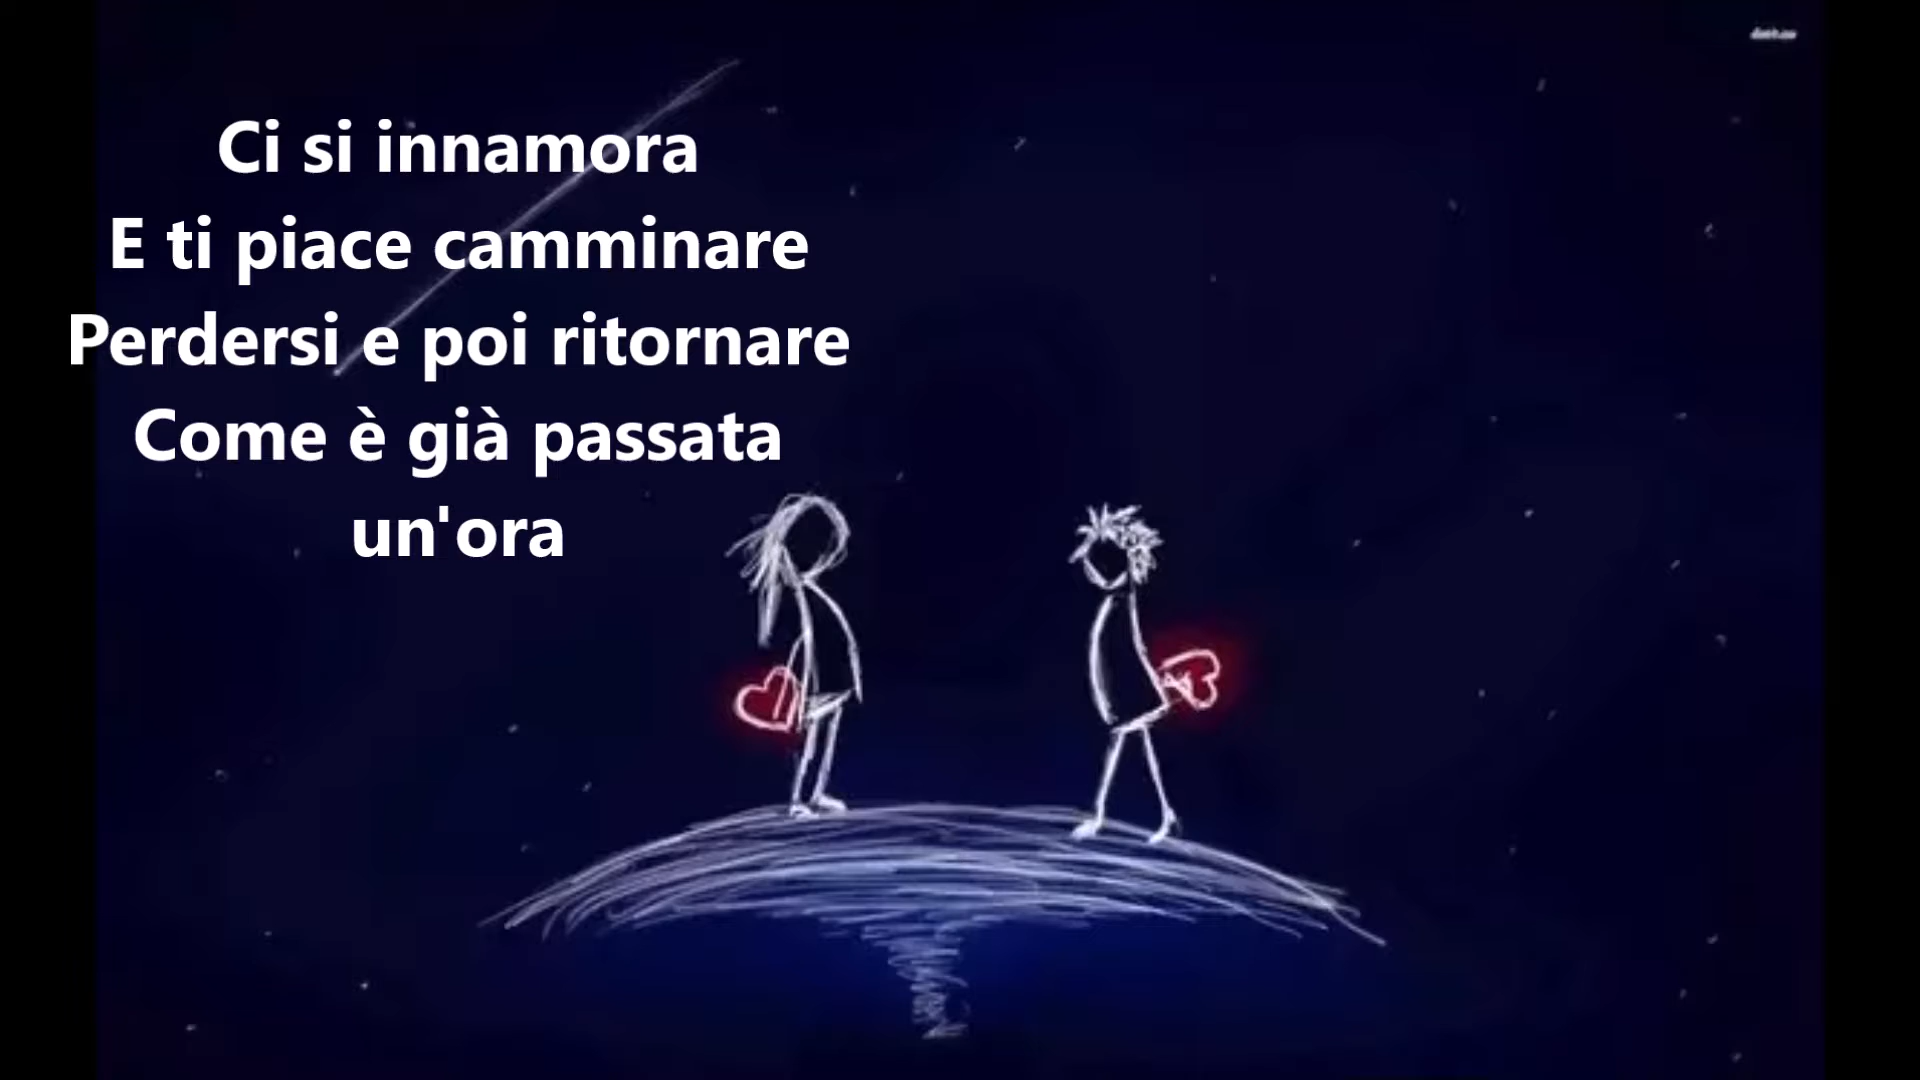 Ci si innamora
E ti piace camminare
Perdersi e poi ritornare
Come è già passata
un'ora